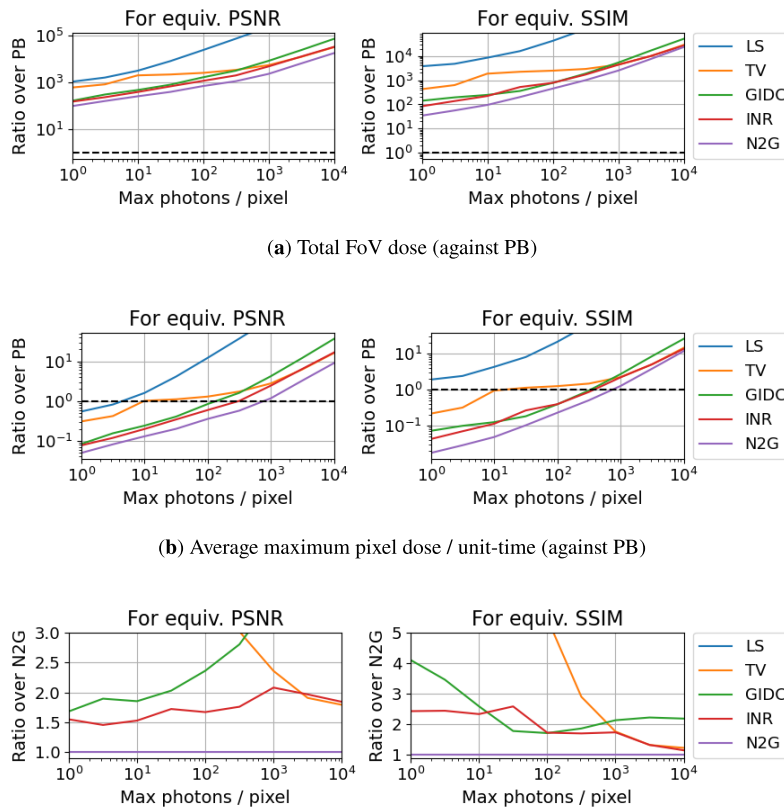 For equiv. PSNR
For equiv. SSIM
Ratio over PB
10^5
10^3
10^1
10^0 10^1 10^2 10^3 10^4
Max photons / pixel
Ratio over PB
10^4
10^3
10^2
10^1
10^0
10^0 10^1 10^2 10^3 10^4
Max photons / pixel
LS
TV
GIDC
INR
N2G
(a) Total FoV dose (against PB)
For equiv. PSNR
For equiv. SSIM
Ratio over PB
10^1
10^0
10^−1
10^0 10^1 10^2 10^3 10^4
Max photons / pixel
Ratio over PB
10^1
10^0
10^−1
10^0 10^1 10^2 10^3 10^4
Max photons / pixel
LS
TV
GIDC
INR
N2G
(b) Average maximum pixel dose / unit-time (against PB)
For equiv. PSNR
For equiv. SSIM
Ratio over N2G
3.0
2.5
2.0
1.5
1.0
10^0 10^1 10^2 10^3 10^4
Max photons / pixel
Ratio over N2G
5
4
3
2
1
10^0 10^1 10^2 10^3 10^4
Max photons / pixel
LS
TV
GIDC
INR
N2G